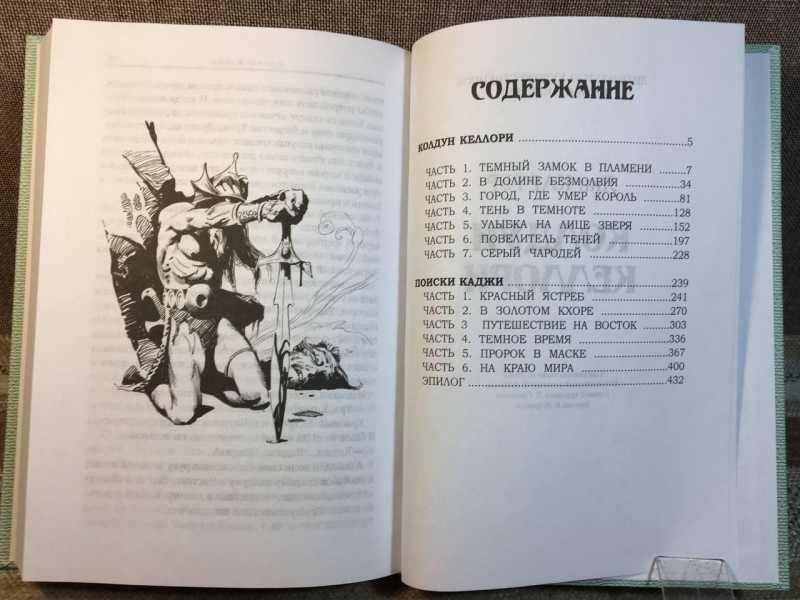 СОДЕРЖАНИЕ
КОЛДУН КЕЛЛОРИ ..... 5
ЧАСТЬ 1. ТЕМНЫЙ ЗАМОК В ПЛАМЕНИ ..... 7
ЧАСТЬ 2. В ДОЛИНЕ БЕЗМОЛВИЯ ..... 34
ЧАСТЬ 3. ГОРОД, ГДЕ УМЕР КОРОЛЬ ..... 81
ЧАСТЬ 4. ТЕНЬ В ТЕМНОТЕ ..... 128
ЧАСТЬ 5. УЛЫБКА НА ЛИЦЕ ЗВЕРЯ ..... 152
ЧАСТЬ 6. ПОВЕЛИТЕЛЬ ТЕНЕЙ ..... 197
ЧАСТЬ 7. СЕРЫЙ ЧАРОДЕЙ ..... 228
ПОИСКИ КАДЖИ ..... 239
ЧАСТЬ 1. КРАСНЫЙ ЯСТРЕБ ..... 241
ЧАСТЬ 2. В ЗОЛОТОМ КХОРЕ ..... 270
ЧАСТЬ 3 ПУТЕШЕСТВИЕ НА ВОСТОК ..... 303
ЧАСТЬ 4. ТЕМНОЕ ВРЕМЯ ..... 336
ЧАСТЬ 5. ПРОРОК В МАСКЕ ..... 367
ЧАСТЬ 6. НА КРАЮ МИРА ..... 400
ЭПИЛОГ ..... 432